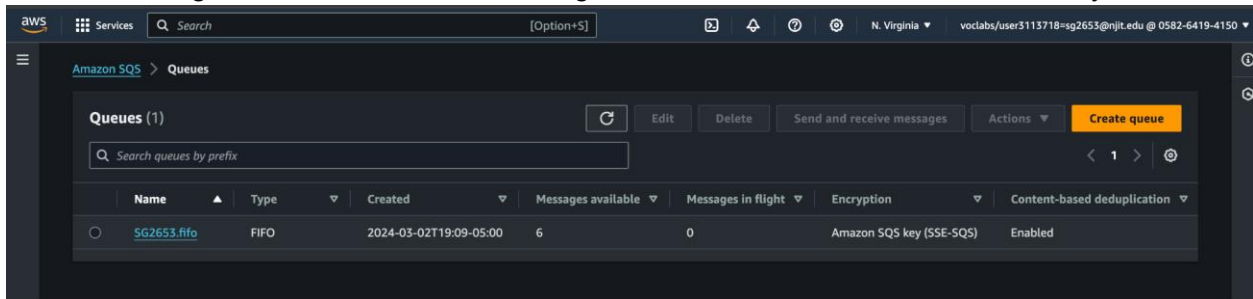 aws Services Search [Option+S] N. Virginia ▼ voclabs/user3113718=sg2653@njit.edu @ 0582-6419-4150 ▼
Amazon SQS > Queues
Queues (1) Edit Delete Send and receive messages Actions ▼ Create queue
Search queues by prefix < 1 >
Name ▲ Type ▽ Created ▽ Messages available ▽ Messages in flight ▽ Encryption ▽ Content-based deduplication ▽
SG2653.fifo FIFO 2024-03-02T19:09-05:00 6 0 Amazon SQS key (SSE-SQS) Enabled